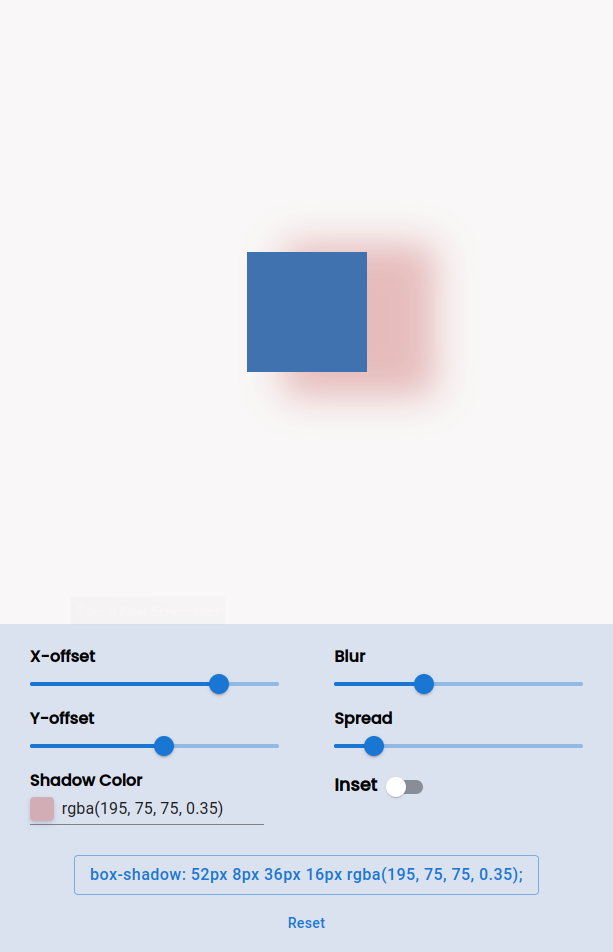 X-offset
Blur
Y-offset
Spread
Shadow Color
Inset
rgba(195, 75, 75, 0.35)
box-shadow: 52px 8px 36px 16px rgba(195, 75, 75, 0.35);
Reset